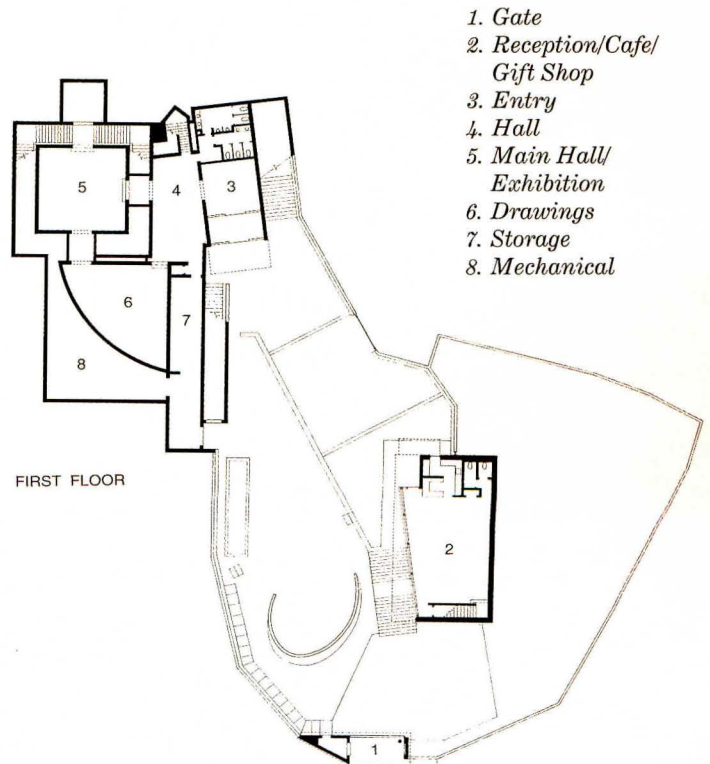 1. Gate
2. Reception/Cafe/
Gift Shop
3. Entry
4. Hall
5. Main Hall/
Exhibition
6. Drawings
7. Storage
8. Mechanical
5
4
3
6
7
8
FIRST FLOOR
2
1